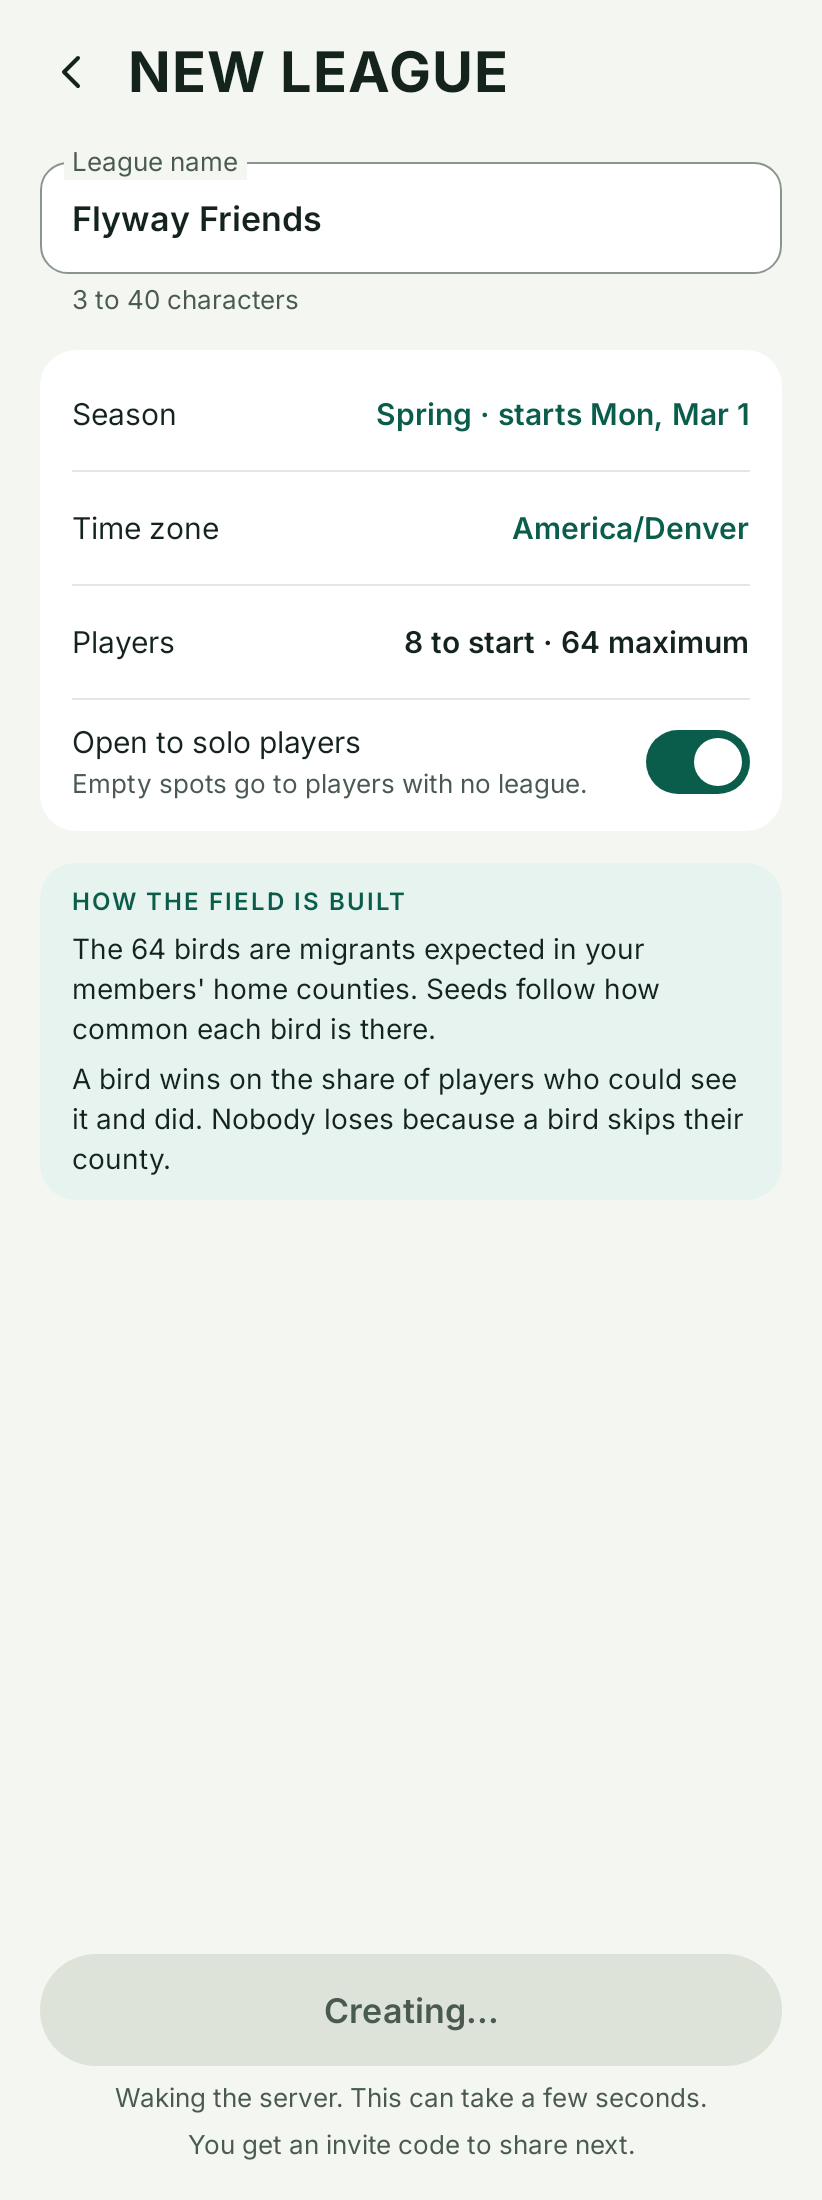 NEW LEAGUE
League name
Flyway Friends
3 to 40 characters
Season
Spring · starts Mon, Mar 1
Time zone
America/Denver
Players
8 to start · 64 maximum
Open to solo players
Empty spots go to players with no league.
HOW THE FIELD IS BUILT
The 64 birds are migrants expected in your
members' home counties. Seeds follow how
common each bird is there.
A bird wins on the share of players who could see
it and did. Nobody loses because a bird skips their
county.
Creating...
Waking the server. This can take a few seconds.
You get an invite code to share next.